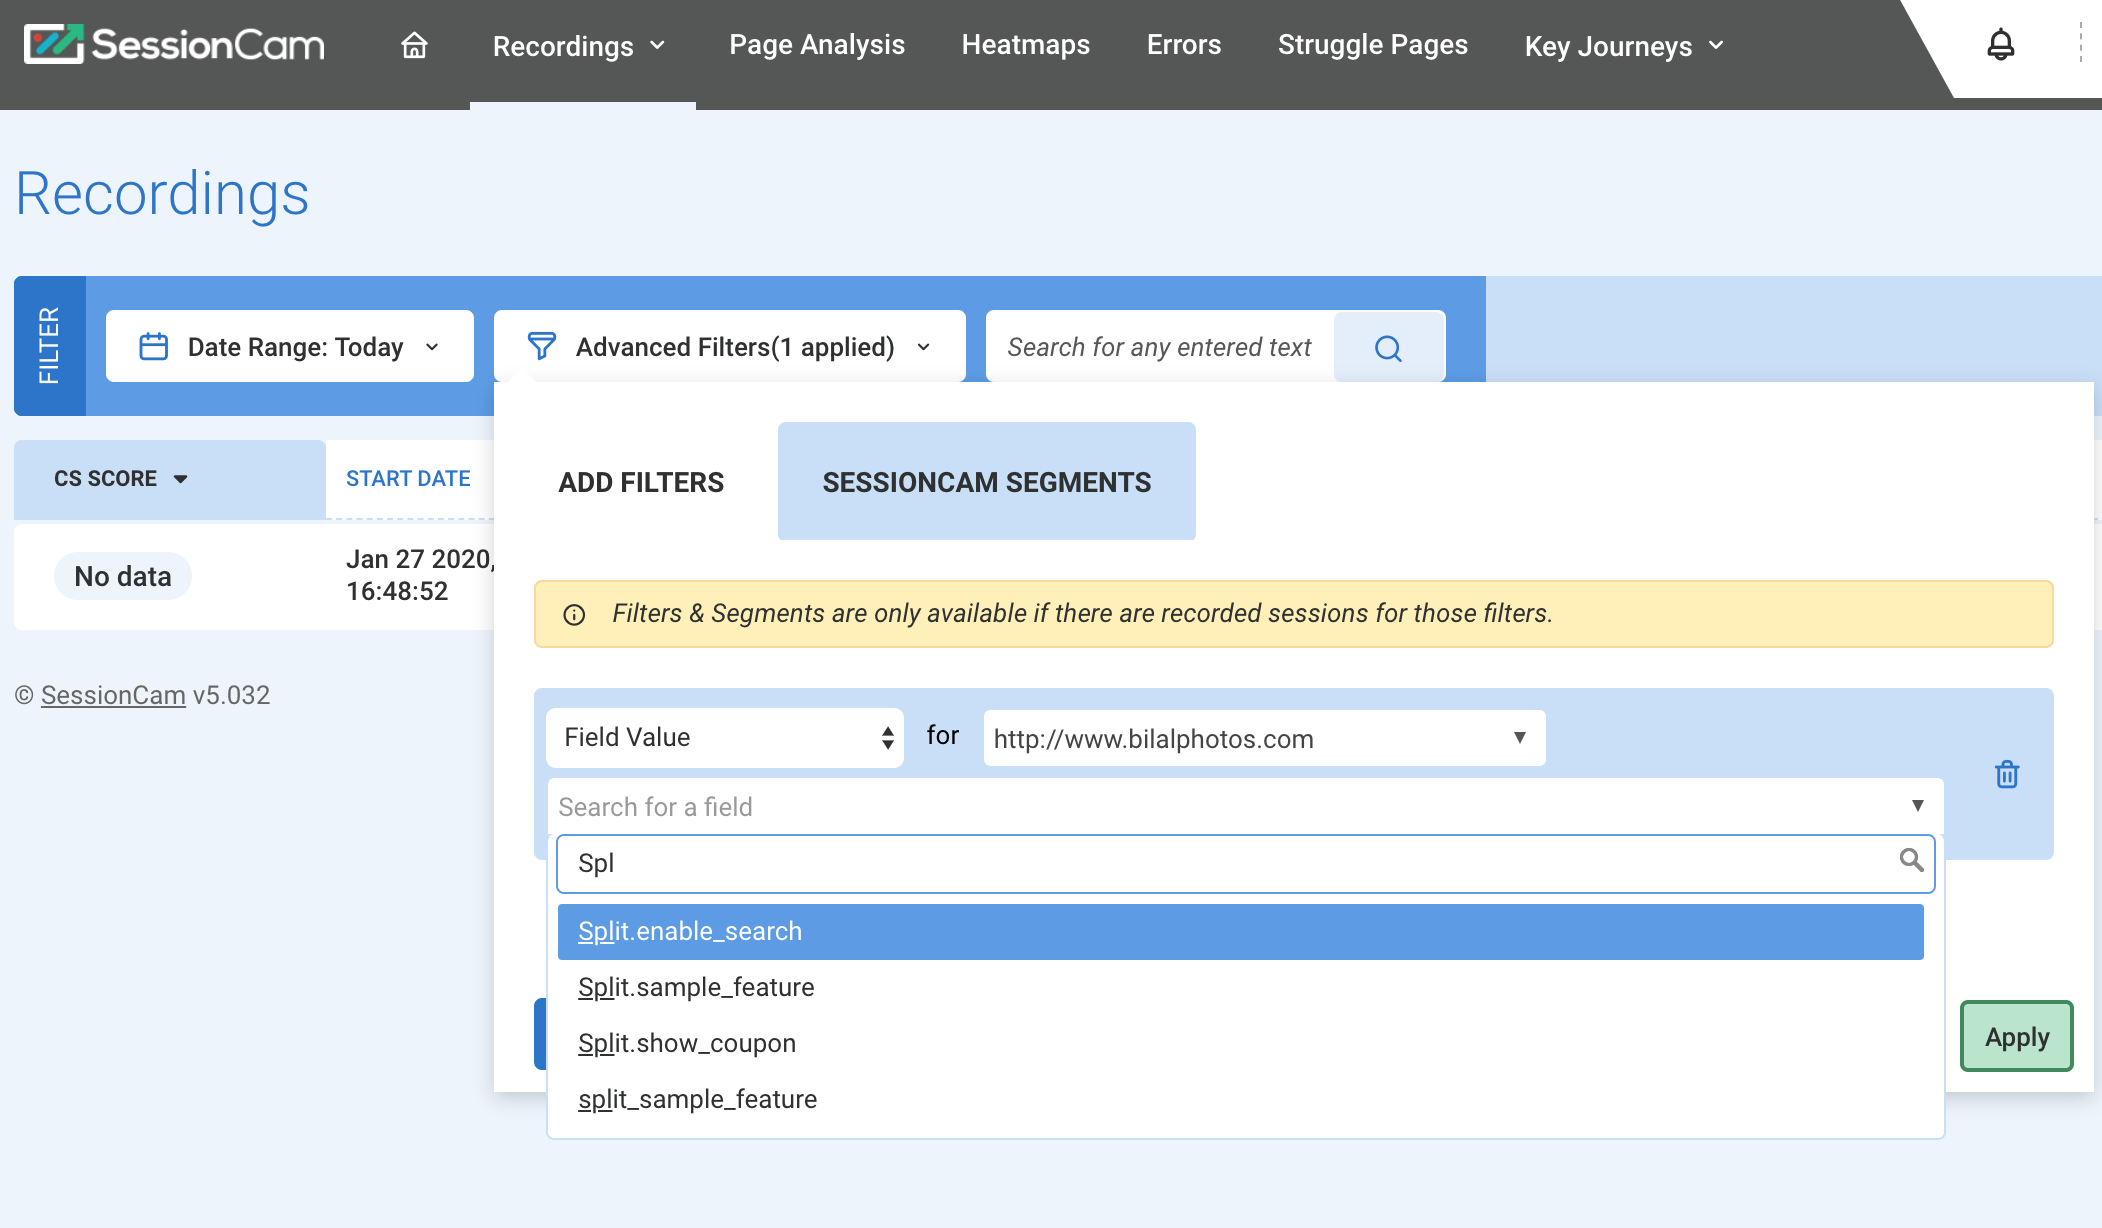 SessionCam
Recordings
Page Analysis
Heatmaps
Errors
Struggle Pages
Key Journeys
Recordings
FILTER
Date Range: Today
Advanced Filters(1 applied)
Search for any entered text
CS SCORE
START DATE
No data
Jan 27 2020,
16:48:52
© SessionCam v5.032
ADD FILTERS
SESSIONCAM SEGMENTS
Filters & Segments are only available if there are recorded sessions for those filters.
Field Value
for
http://www.bilalphotos.com
Search for a field
Spl
Split.enable_search
Split.sample_feature
Split.show_coupon
split_sample_feature
Apply